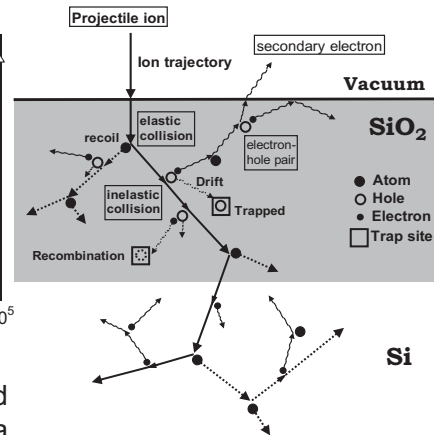 Projectile ion
secondary electron
Ion trajectory
Vacuum
SiO2
elastic
collision
recoil
electron-
hole pair
Drift
inelastic
collision
Trapped
Recombination
Atom
Hole
Electron
Trap site
Si
0⁵
d
a